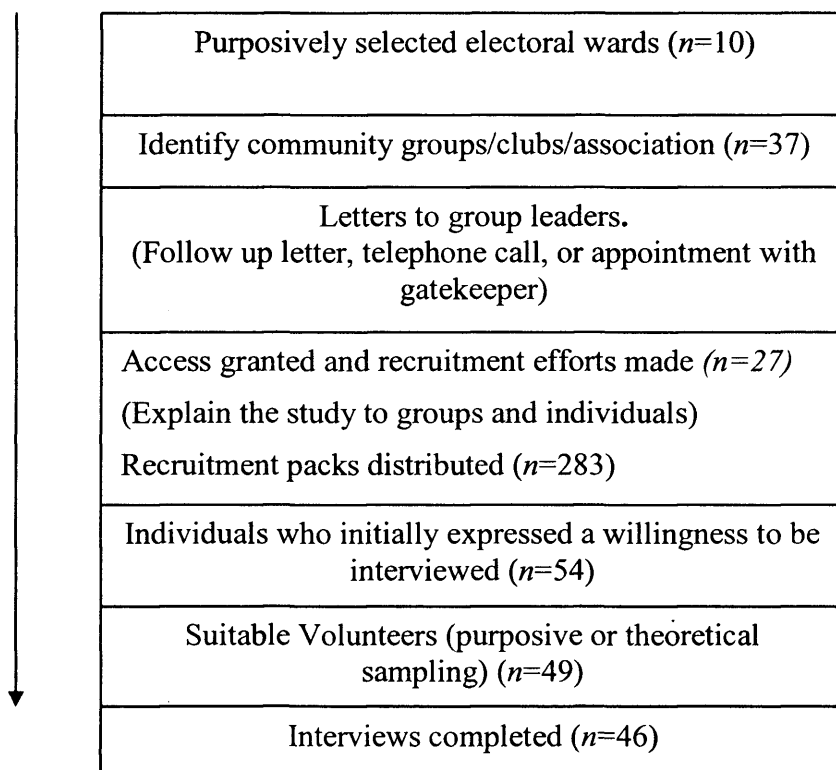 Purposively selected electoral wards (n=10)
Identify community groups/clubs/association (n=37)
Letters to group leaders.
(Follow up letter, telephone call, or appointment with
gatekeeper)
Access granted and recruitment efforts made (n=27)
(Explain the study to groups and individuals)
Recruitment packs distributed (n=283)
Individuals who initially expressed a willingness to be
interviewed (n=54)
Suitable Volunteers (purposive or theoretical
sampling) (n=49)
Interviews completed (n=46)